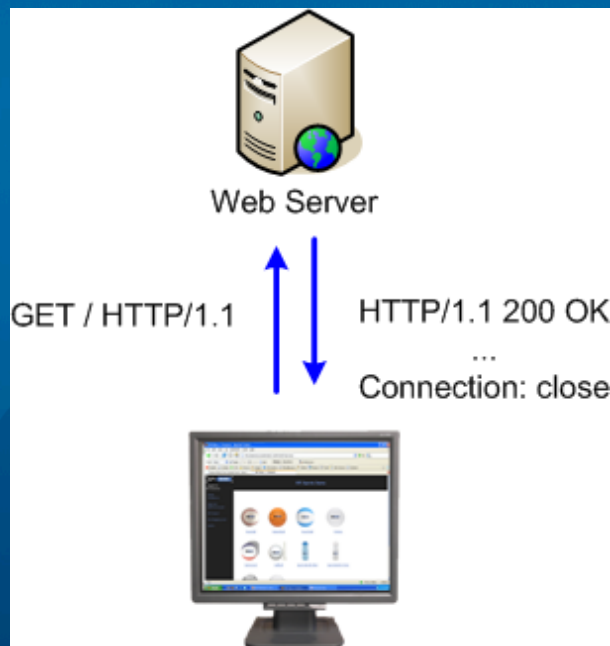 Web Server
GET / HTTP/1.1
HTTP/1.1 200 OK
...
Connection: close